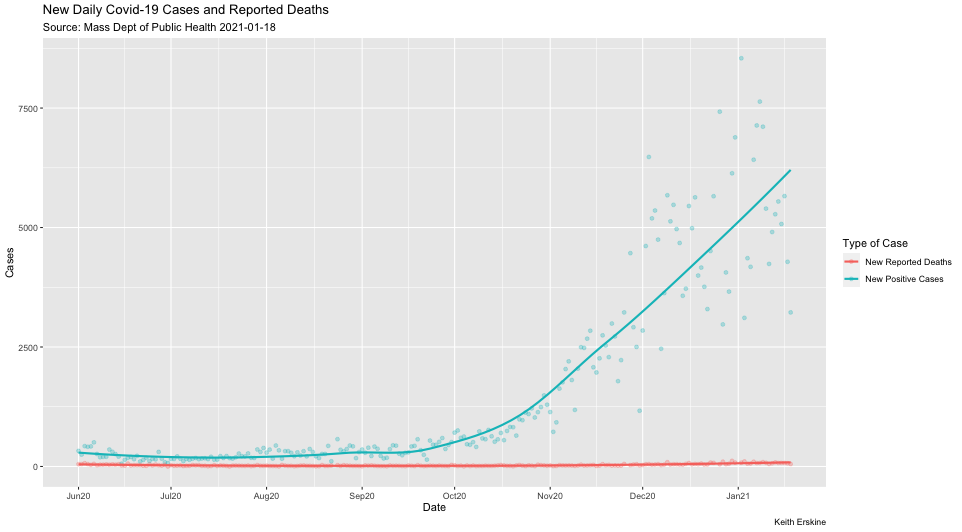 New Daily Covid-19 Cases and Reported Deaths
Source: Mass Dept of Public Health 2021-01-18
7500
5000
2500
0
Cases
Jun20 Jul20 Aug20 Sep20 Oct20 Nov20 Dec20 Jan21
Date
Type of Case
New Reported Deaths
New Positive Cases
Keith Erskine